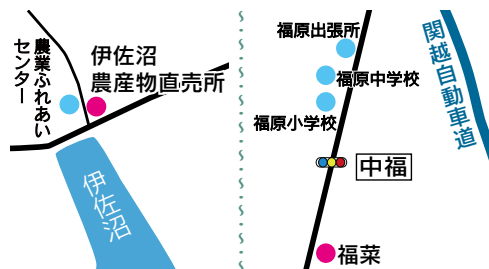 農業ふれあい
センター
伊佐沼
農産物直売所
伊佐沼
福原出張所
福原中学校
福原小学校
中福
福菜
関越自動車道